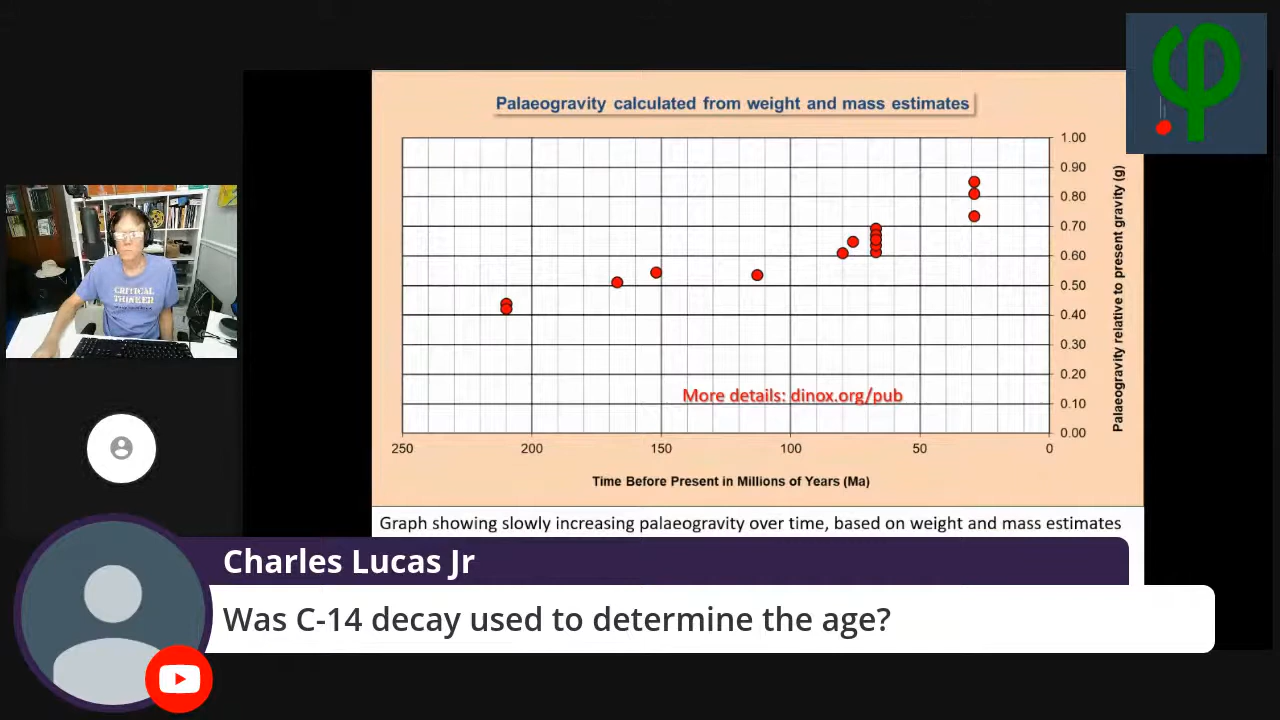 Palaeogravity calculated from weight and mass estimates
1.00
0.90
0.80
0.70
0.60
0.50
0.40
0.30
0.20
0.10
0.00
Palaeogravity relative to present gravity (g)
More details: dinox.org/pub
250
200
150
100
50
0
Time Before Present in Millions of Years (Ma)
Graph showing slowly increasing palaeogravity over time, based on weight and mass estimates
CRITICAL
THINKER
Charles Lucas Jr
Was C-14 decay used to determine the age?